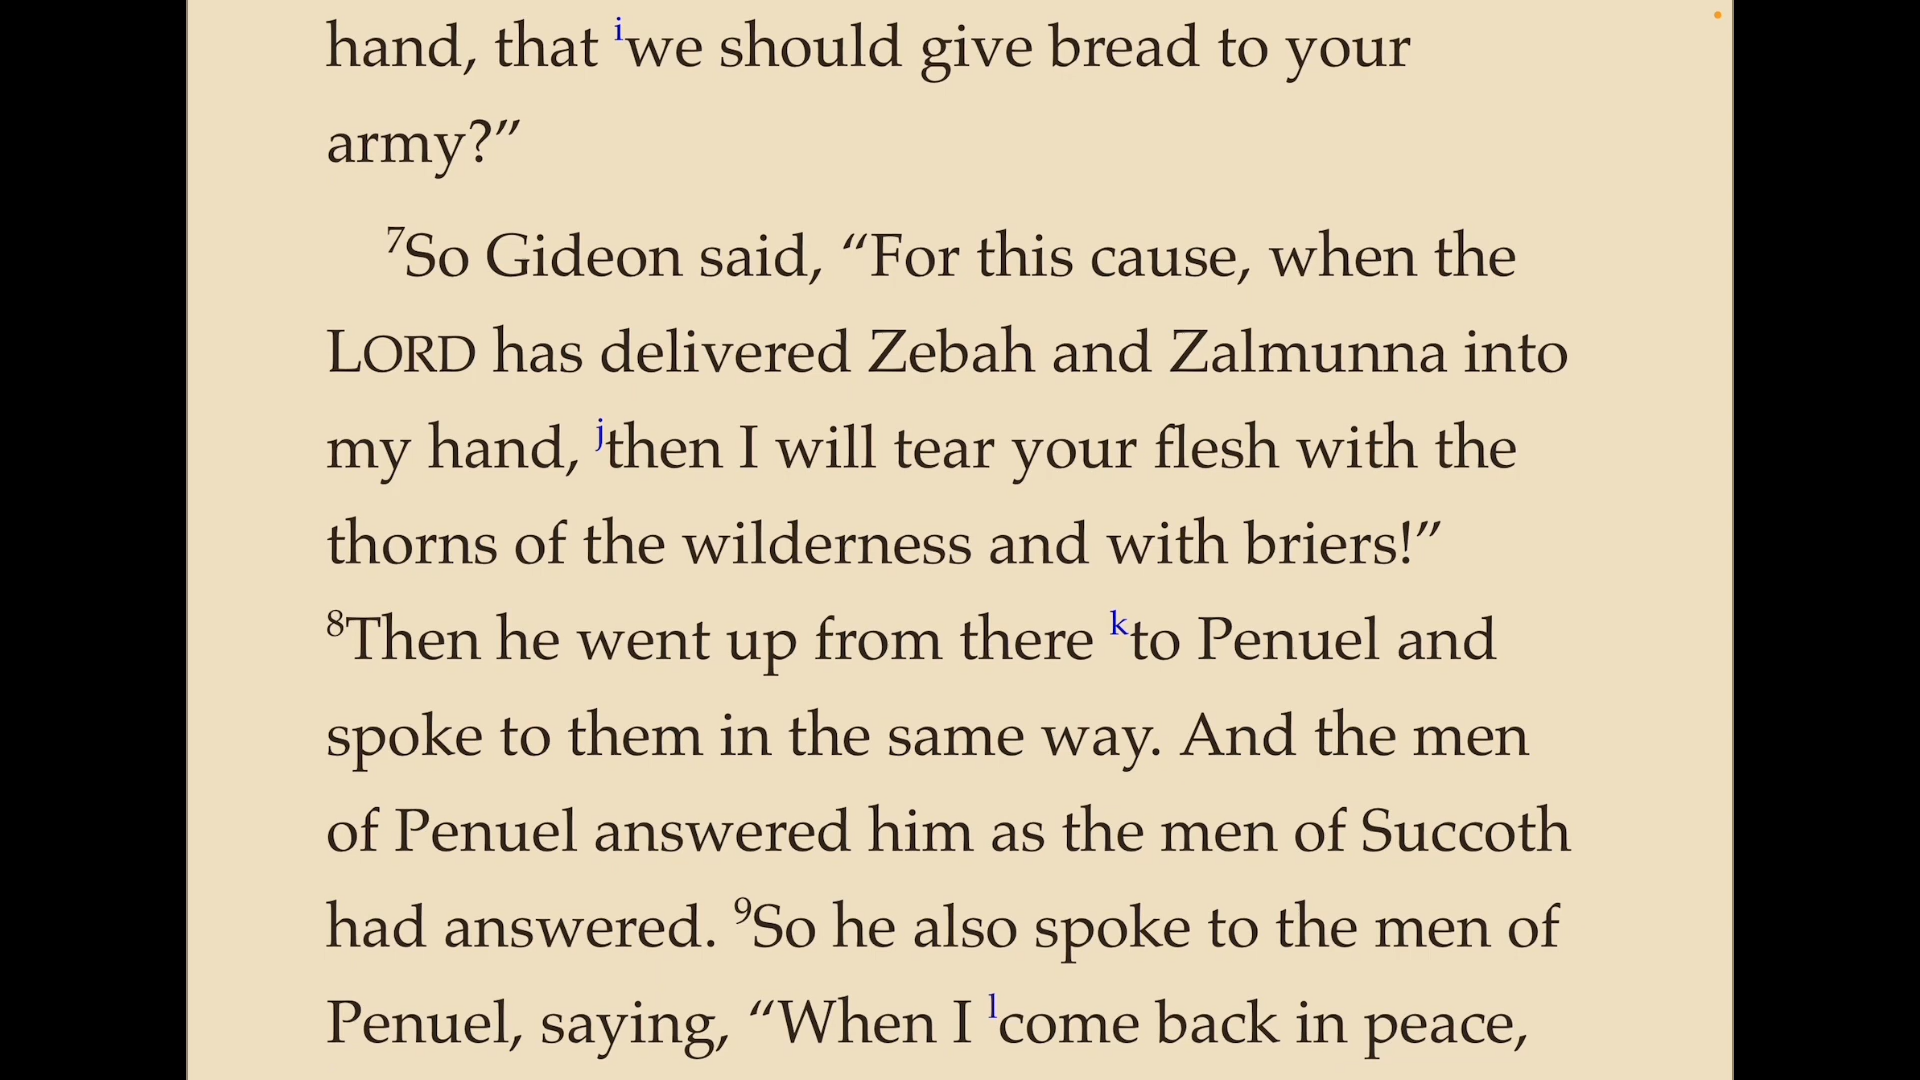 hand, that iwe should give bread to your
army?”
7So Gideon said, “For this cause, when the
LORD has delivered Zebah and Zalmunna into
my hand, jthen I will tear your flesh with the
thorns of the wilderness and with briers!”
8Then he went up from there kto Penuel and
spoke to them in the same way. And the men
of Penuel answered him as the men of Succoth
had answered. 9So he also spoke to the men of
Penuel, saying, “When I lcome back in peace,